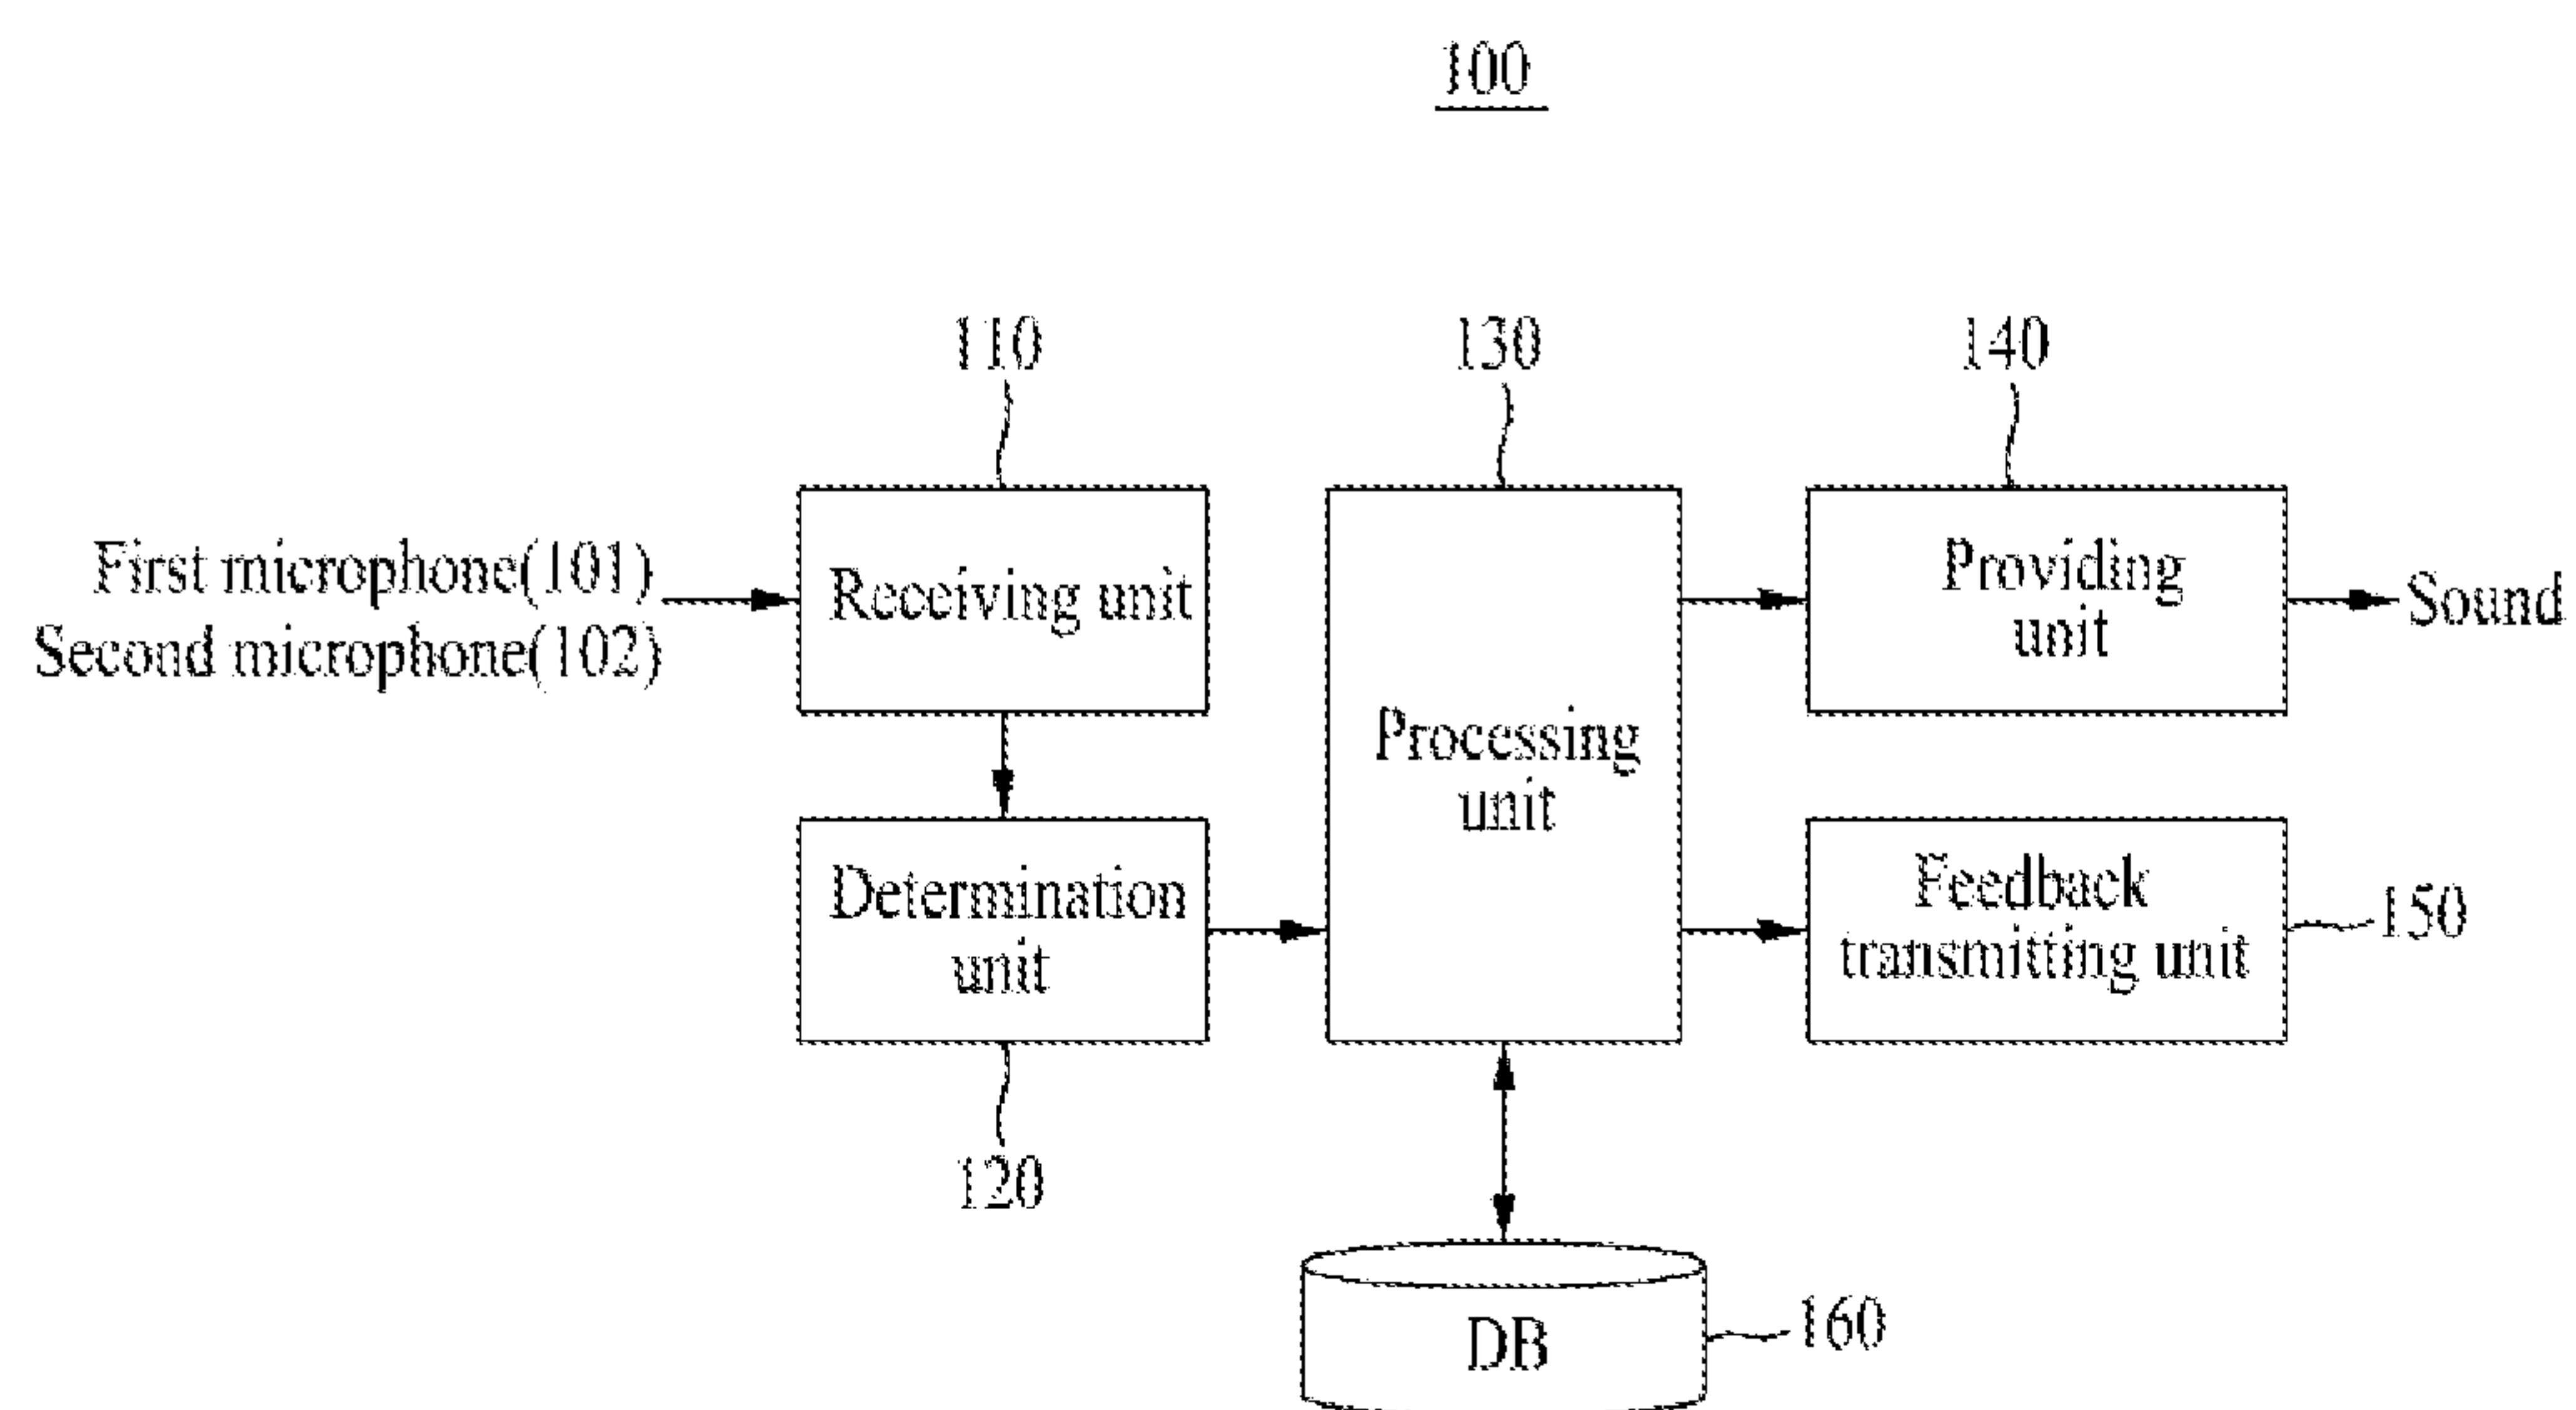 100
110
130
140
First microphone(101)
Second microphone(102)
Receiving unit
Providing
unit
Sound
Processing
unit
Determination
unit
Feedback
transmitting unit
150
120
DB
160